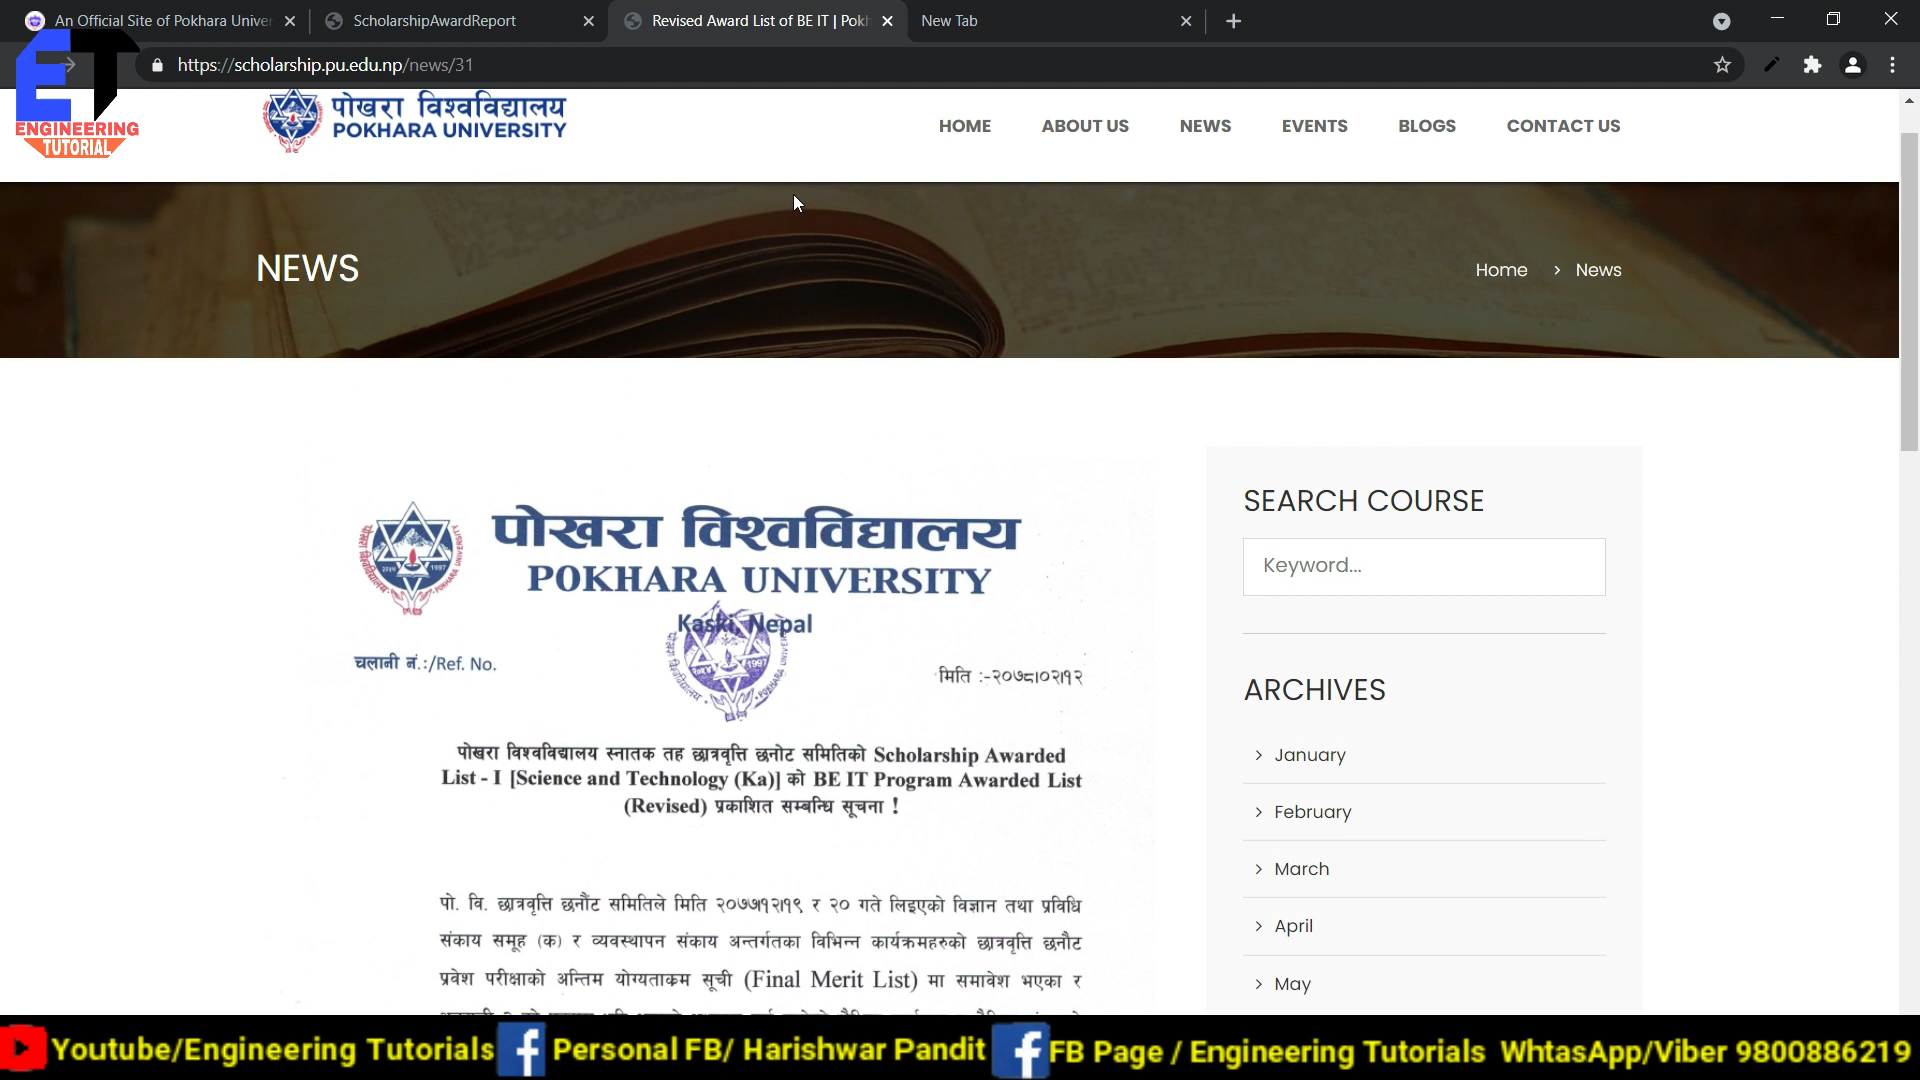 An Official Site of Pokhara Univer
ScholarshipAwardReport
Revised Award List of BE IT | Pokh
New Tab
https://scholarship.pu.edu.np/news/31
ET
ENGINEERING
TUTORIAL
पोखरा विश्वविद्यालय
POKHARA UNIVERSITY
HOME ABOUT US NEWS EVENTS BLOGS CONTACT US
NEWS
Home > News
पोखरा विश्वविद्यालय
POKHARA UNIVERSITY
Kaski, Nepal
चलानी नं.:/Ref. No.
मिति :-२०७८।०२।१२
पोखरा विश्वविद्यालय स्नातक तह छात्रवृत्ति छनोट समितिको Scholarship Awarded
List - I [Science and Technology (Ka)] को BE IT Program Awarded List
(Revised) प्रकाशित सम्बन्धि सूचना !
पो. वि. छात्रवृत्ति छनौंट समितिले मिति २०७७।१२।१९ र २० गते लिइएको विज्ञान तथा प्रविधि
संकाय समूह (क) र व्यवस्थापन संकाय अन्तर्गतका विभिन्न कार्यक्रमहरुको छात्रवृत्ति छनौट
प्रवेश परीक्षाको अन्तिम योग्यताक्रम सूची (Final Merit List) मा समावेश भएका र
SEARCH COURSE
Keyword...
ARCHIVES
> January
> February
> March
> April
> May
Youtube/Engineering Tutorials Personal FB/ Harishwar Pandit FB Page / Engineering Tutorials WhtasApp/Viber 9800886219